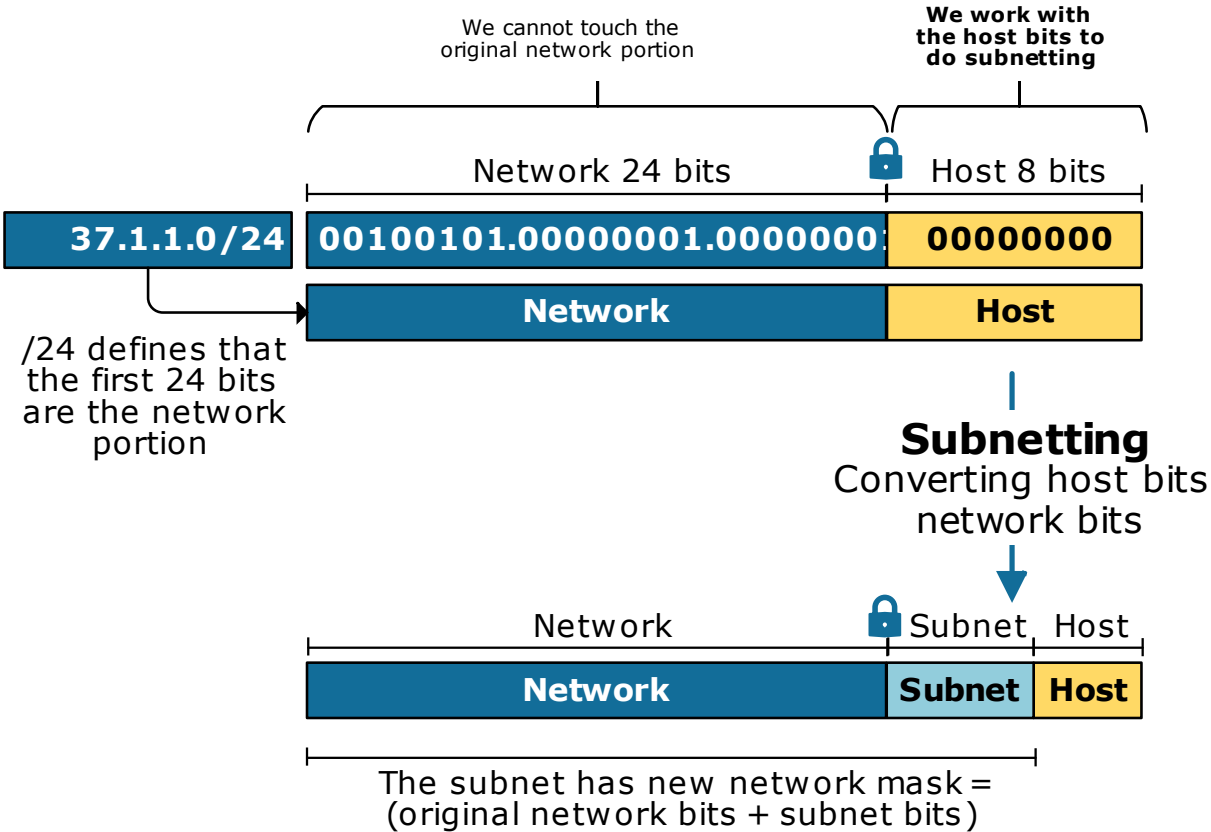 We cannot touch the
original network portion
We work with
the host bits to
do subnetting
Network 24 bits
Host 8 bits
37.1.1.0/24
00100101.00000001.00000001
00000000
Network
Host
/24 defines that
the first 24 bits
are the network
portion
Subnetting
Converting host bits
network bits
Network
Subnet
Host
Network
Subnet
Host
The subnet has new network mask =
(original network bits + subnet bits)